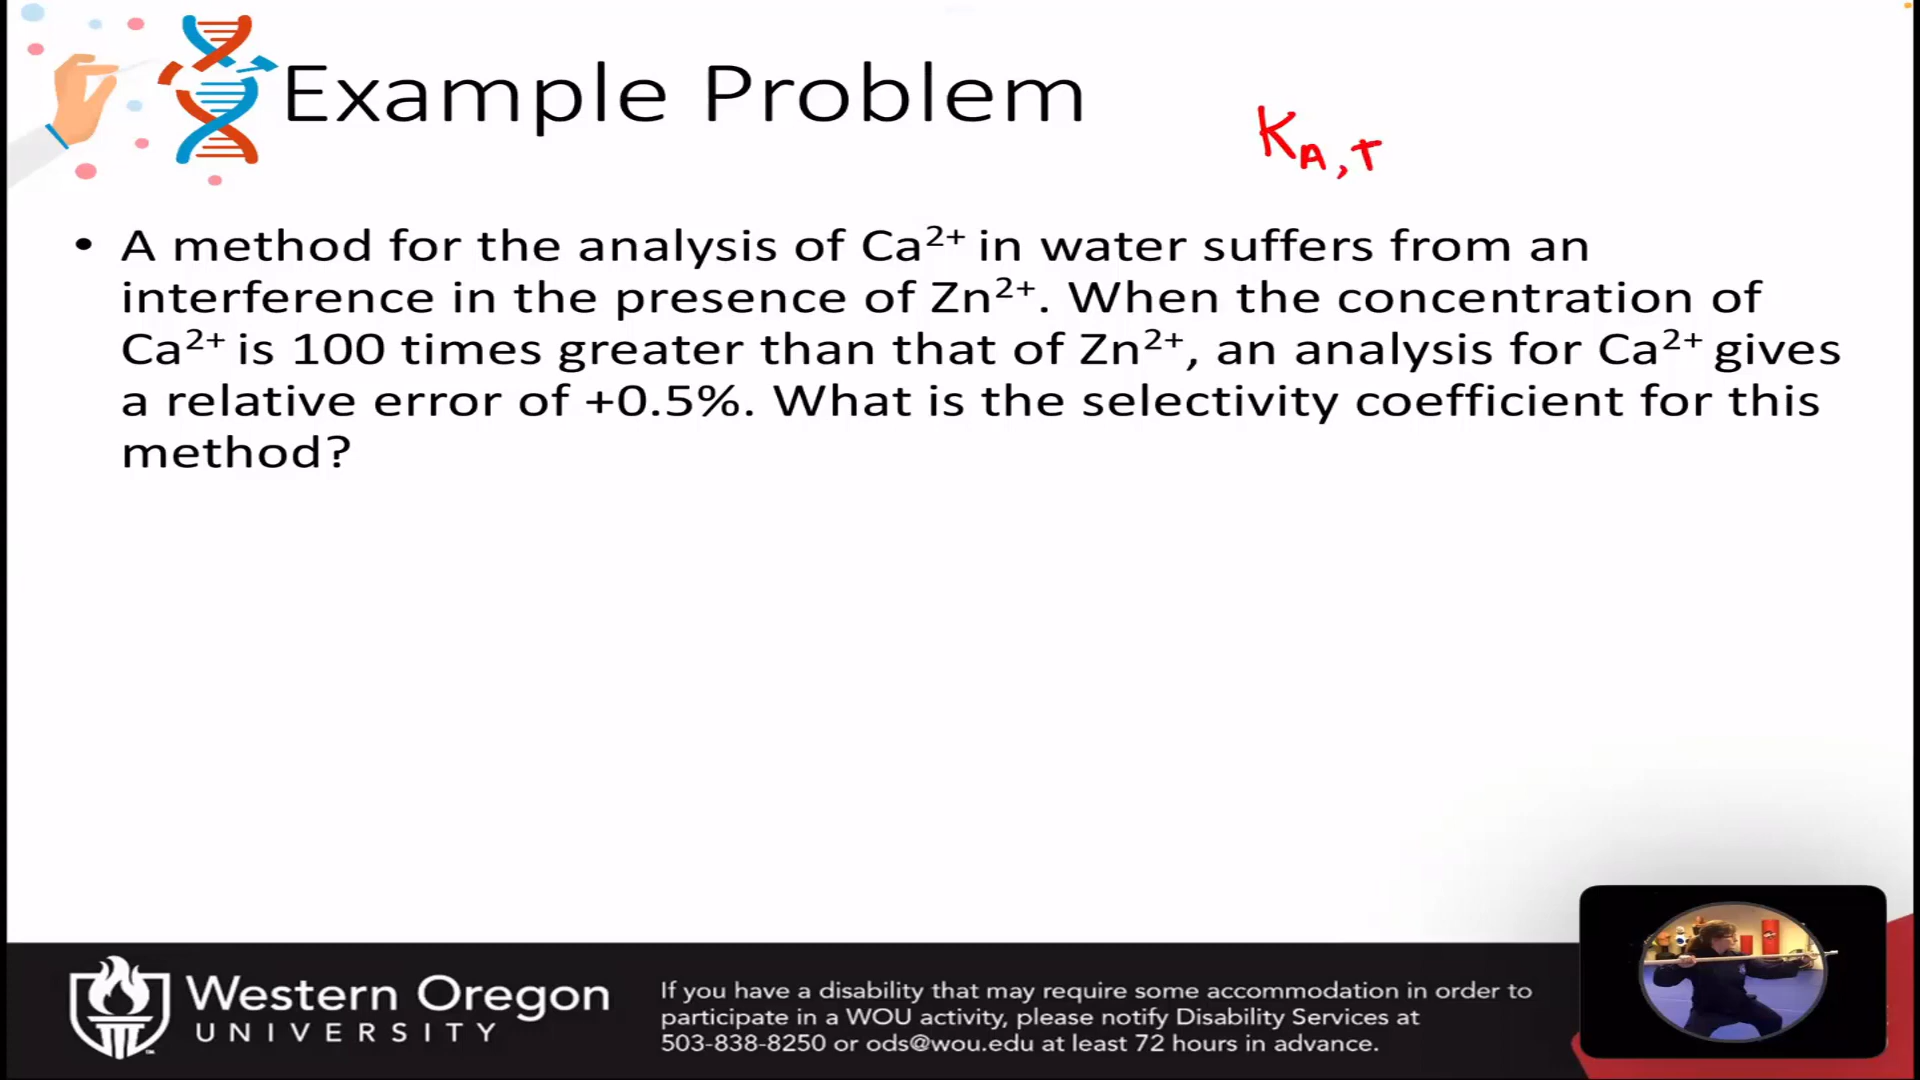 Example Problem
K A, I
• A method for the analysis of Ca²⁺ in water suffers from an
interference in the presence of Zn²⁺. When the concentration of
Ca²⁺ is 100 times greater than that of Zn²⁺, an analysis for Ca²⁺ gives
a relative error of +0.5%. What is the selectivity coefficient for this
method?
Western Oregon
UNIVERSITY
If you have a disability that may require some accommodation in order to
participate in a WOU activity, please notify Disability Services at
503-838-8250 or ods@wou.edu at least 72 hours in advance.